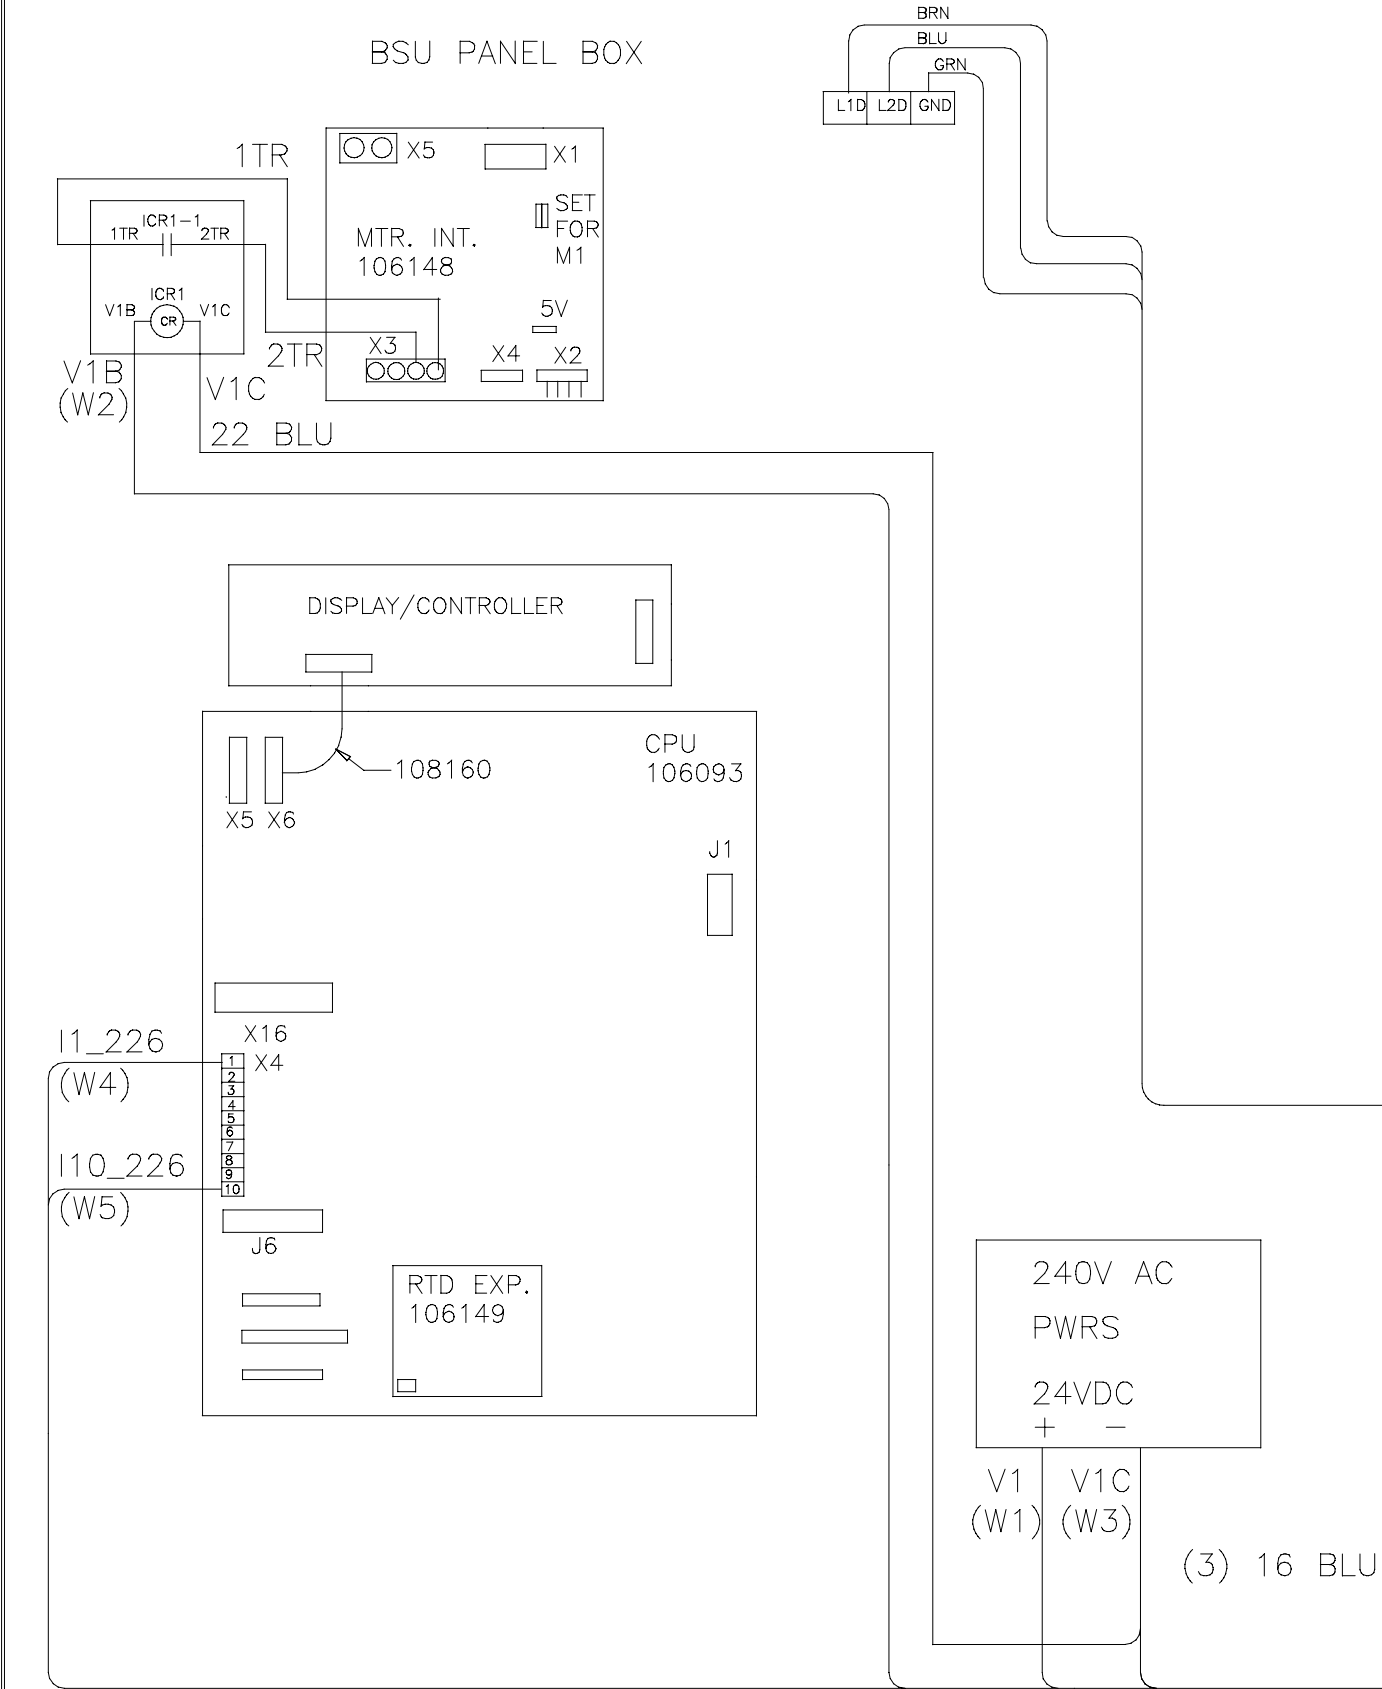 BRN
BLU
GRN
BSU PANEL BOX
L1D L2D GND
1TR
X5
X1
SET
FOR
M1
ICR1-1
1TR
2TR
MTR. INT.
106148
ICR1
V1B
CR
V1C
5V
2TR
X3
X4
X2
V1B
(W2)
V1C
22 BLU
DISPLAY/CONTROLLER
CPU
106093
108160
X5 X6
J1
X16
I1_226
X4
(W4)
1
2
3
4
5
6
7
8
9
10
I10_226
(W5)
J6
RTD EXP.
106149
240V AC
PWRS
24VDC
+ −
V1 V1C
(W1) (W3)
(3) 16 BLU